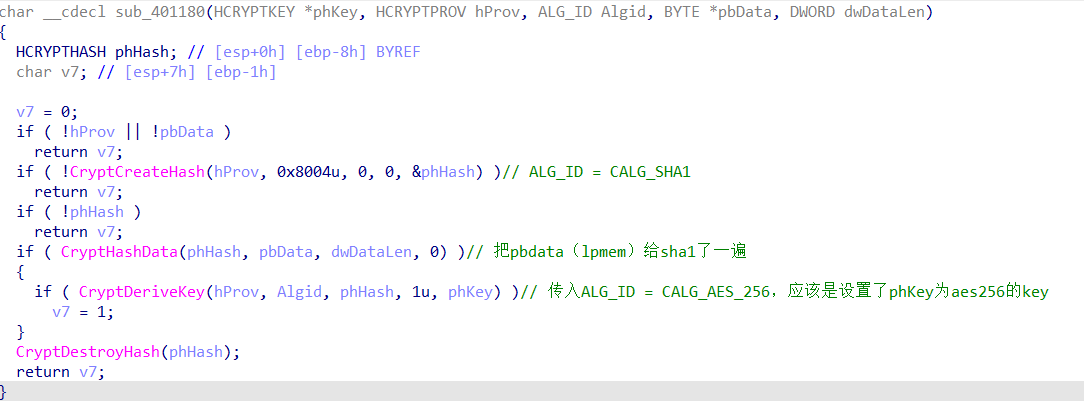 char __cdecl sub_401180(HCRYPTKEY *phKey, HCRYPTPROV hProv, ALG_ID Algid, BYTE *pbData, DWORD dwDataLen)
{
  HCRYPTHASH phHash; // [esp+0h] [ebp-8h] BYREF
  char v7; // [esp+7h] [ebp-1h]

  v7 = 0;
  if ( !hProv || !pbData )
    return v7;
  if ( !CryptCreateHash(hProv, 0x8004u, 0, 0, &phHash) )// ALG_ID = CALG_SHA1
    return v7;
  if ( !phHash )
    return v7;
  if ( CryptHashData(phHash, pbData, dwDataLen, 0) )// 把pbdata（lpmem）给sha1了一遍
  {
    if ( CryptDeriveKey(hProv, Algid, phHash, 1u, phKey) )// 传入ALG_ID = CALG_AES_256，应该是设置了phKey为aes256的key
      v7 = 1;
  }
  CryptDestroyHash(phHash);
  return v7;
}